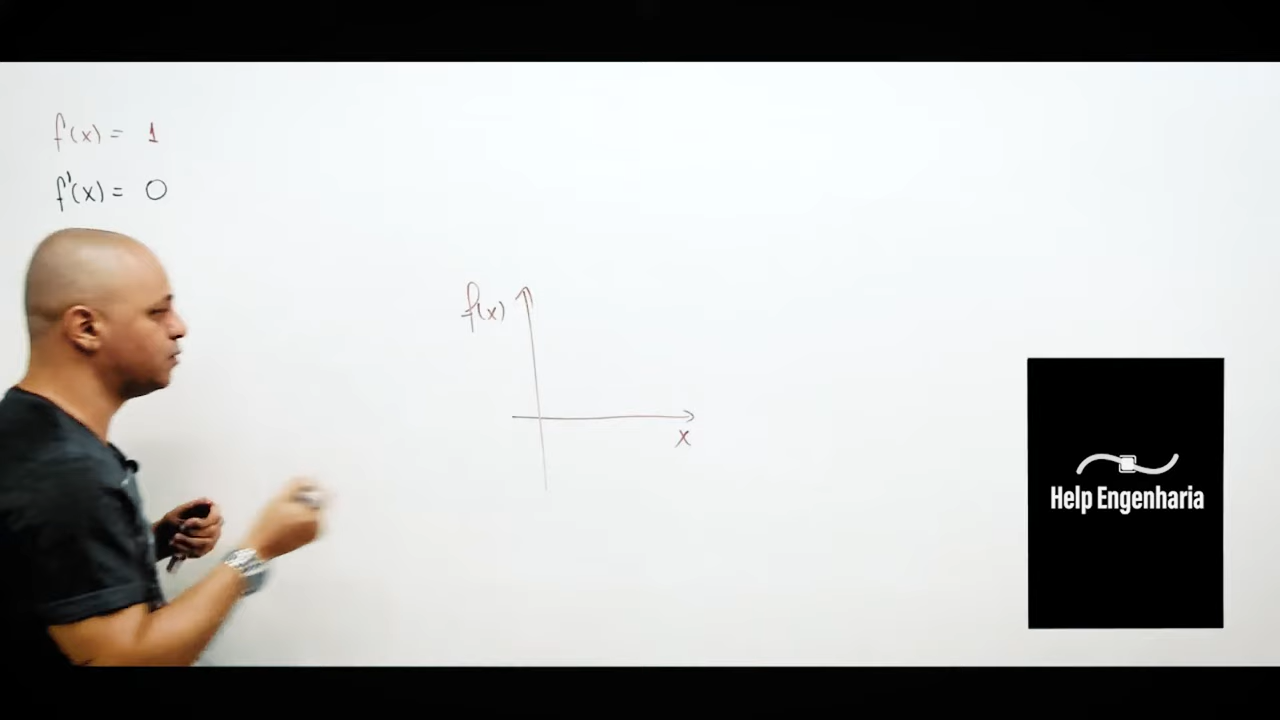 f(x) = 1
f'(x) = 0
f(x)
x
Help Engenharia